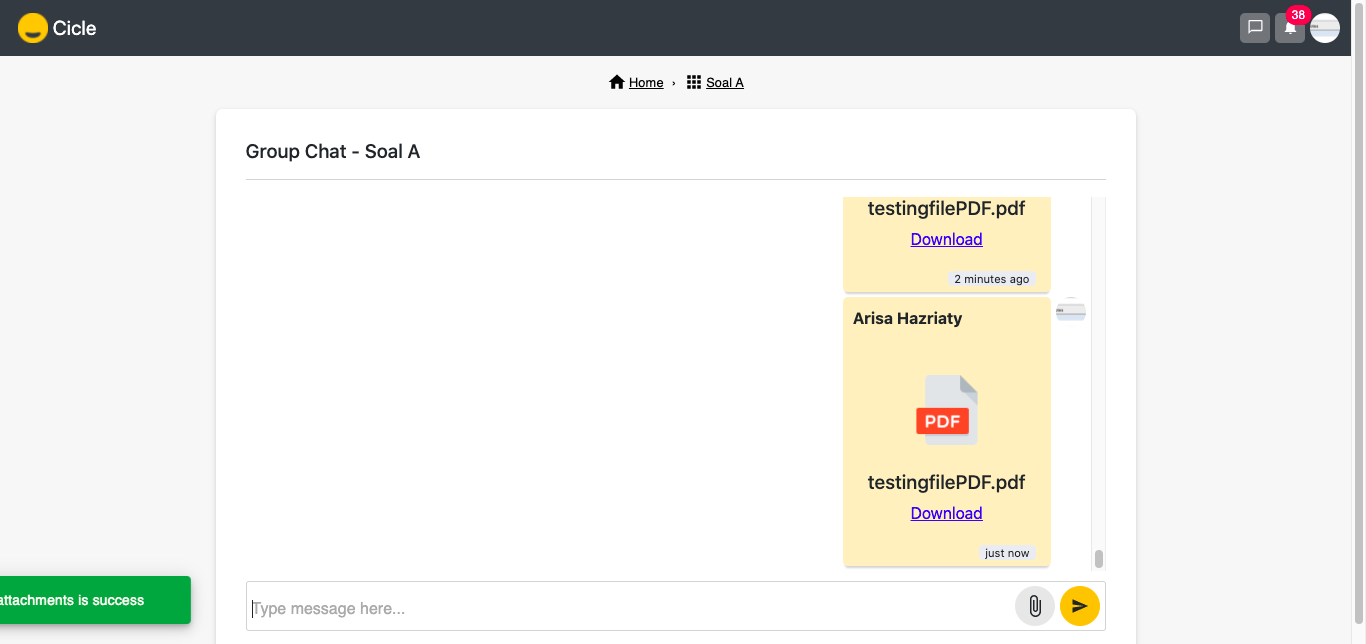 Cicle
38
Home › Soal A
Group Chat - Soal A
testingfilePDF.pdf
Download
2 minutes ago
Arisa Hazriaty
PDF
testingfilePDF.pdf
Download
just now
attachments is success
Type message here...